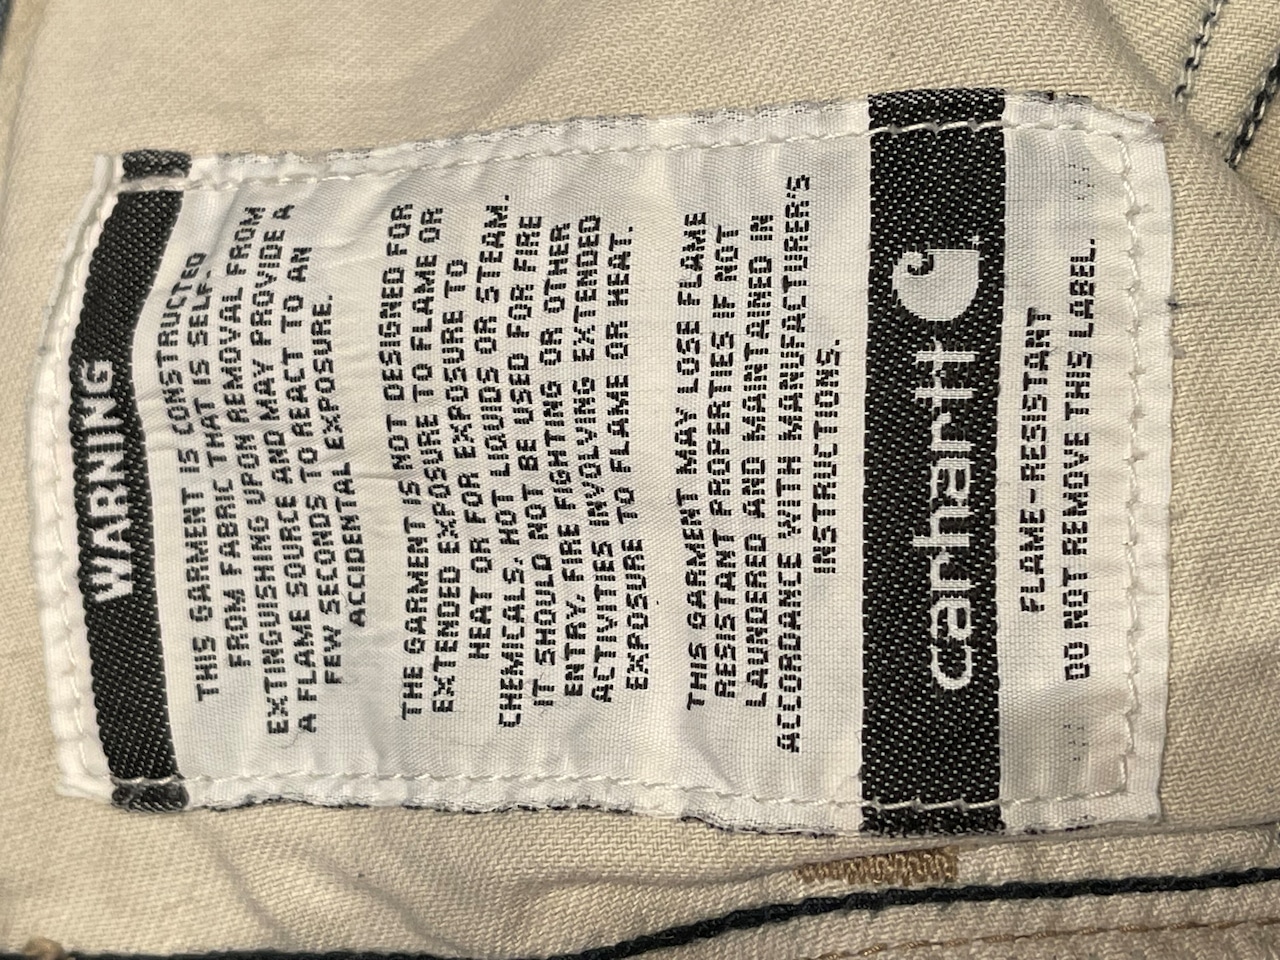 WARNING
THIS GARMENT IS CONSTRUCTED
FROM FABRIC THAT IS SELF-
EXTINGUISHING UPON REMOVAL FROM
A FLAME SOURCE AND MAY PROVIDE A
FEW SECONDS TO REACT TO AN
ACCIDENTAL EXPOSURE.
THE GARMENT IS NOT DESIGNED FOR
EXTENDED EXPOSURE TO FLAME OR
HEAT OR FOR EXPOSURE TO
CHEMICALS, HOT LIQUIDS OR STEAM.
IT SHOULD NOT BE USED FOR FIRE
ENTRY, FIRE FIGHTING OR OTHER
ACTIVITIES INVOLVING EXTENDED
EXPOSURE TO FLAME OR HEAT.
THIS GARMENT MAY LOSE FLAME
RESISTANT PROPERTIES IF NOT
LAUNDERED AND MAINTAINED IN
ACCORDANCE WITH MANUFACTURER'S
INSTRUCTIONS.
carhartt
FLAME-RESISTANT
DO NOT REMOVE THIS LABEL.